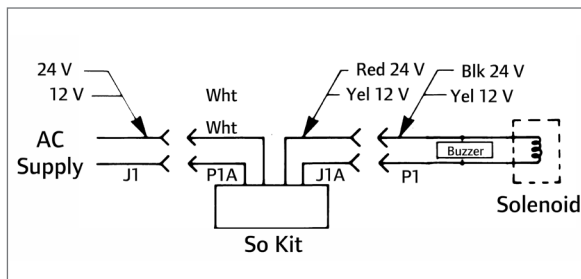 24 V
12 V
Wht
Wht
Red 24 V
Yel 12 V
Blk 24 V
Yel 12 V
AC
Supply
J1
P1A
J1A
P1
Buzzer
Solenoid
So Kit